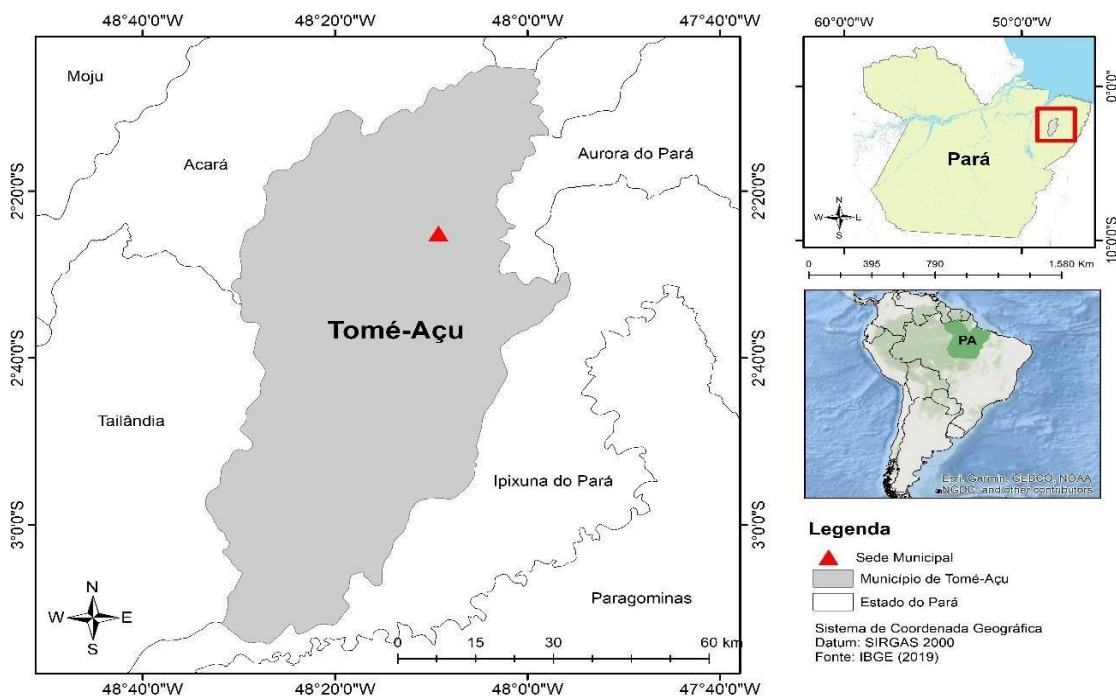 48°40'0"W 48°20'0"W 48°0'0"W 47°40'0"W
2°20'0"S
2°40'0"S
3°0'0"S
Moju
Acará
Aurora do Pará
Tomé-Açu
Tailândia
Ipixuna do Pará
Paragominas
N
W E
S
0 15 30 60 km
2°20'0"S
2°40'0"S
3°0'0"S
48°40'0"W 48°20'0"W 48°0'0"W 47°40'0"W
60°0'0"W 50°0'0"W
0°0'0"
Pará
N
W E
S
10°0'0"S
0 395 790 1.580 Km
PA
Esri, Garmin, GEBCO, NOAA
NGDC, and other contributors
Legenda
Sede Municipal
Município de Tomé-Açu
Estado do Pará
Sistema de Coordenada Geográfica
Datum: SIRGAS 2000
Fonte: IBGE (2019)